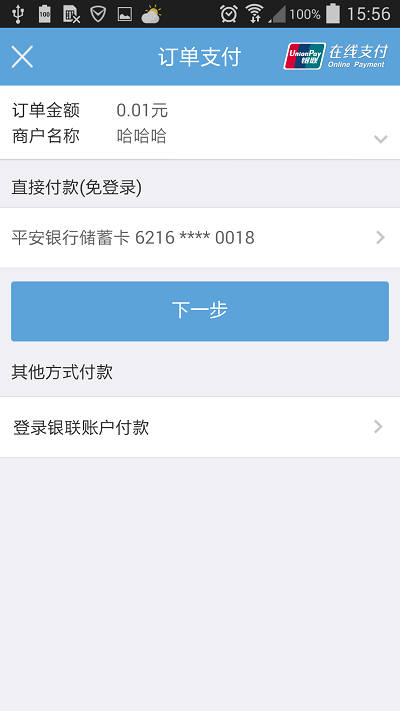 100
100%
15:56
订单支付
UnionPay
银联
在线支付
Online Payment
订单金额 0.01元
商户名称 哈哈哈
直接付款(免登录)
平安银行储蓄卡 6216 **** 0018
下一步
其他方式付款
登录银联账户付款